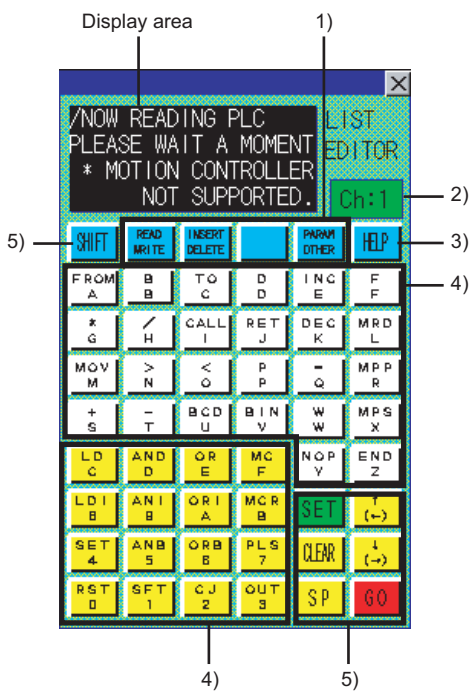 Display area 1)
/NOW READING PLC
PLEASE WAIT A MOMENT
* MOTION CONTROLLER
NOT SUPPORTED.
LIST
EDITOR
Ch:1 2)
5) SHIFT READ INSERT PARAM HELP 3)
WRITE DELETE OTHER
FROM B TO D INC F 4)
A B C D E F
* / CALL RET DEC MRD
G H I J K L
MOV > < P = MPP
M N O P Q R
+ - BCD BIN W MPS
S T U V W X
LD AND OR MC NOP END
C D E F Y Z
LDI ANI ORI MCR SET ↑
8 9 A B (←)
SET ANB ORB PLS CLEAR ↓
4 5 6 7 (→)
RST SFT CJ OUT SP GO
0 1 2 3
4) 5)